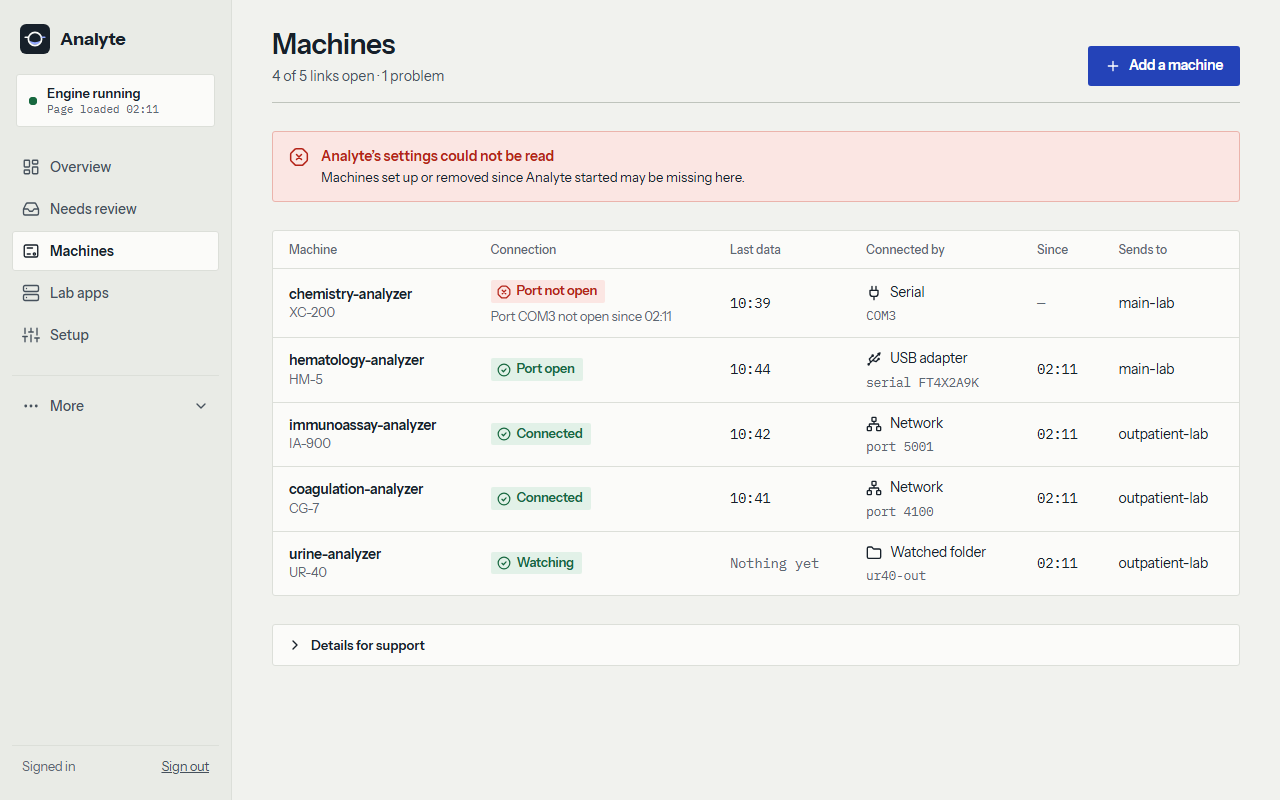 Analyte
Engine running
Page loaded 02:11
Overview
Needs review
Machines
Lab apps
Setup
More
Signed in
Sign out
Machines
4 of 5 links open · 1 problem
Add a machine
Analyte's settings could not be read
Machines set up or removed since Analyte started may be missing here.
Machine Connection Last data Connected by Since Sends to
chemistry-analyzer Port not open 10:39 Serial – main-lab
XC-200 Port COM3 not open since 02:11 COM3
hematology-analyzer Port open 10:44 USB adapter 02:11 main-lab
HM-5 serial FT4X2A9K
immunoassay-analyzer Connected 10:42 Network 02:11 outpatient-lab
IA-900 port 5001
coagulation-analyzer Connected 10:41 Network 02:11 outpatient-lab
CG-7 port 4100
urine-analyzer Watching Nothing yet Watched folder 02:11 outpatient-lab
UR-40 ur40-out
Details for support